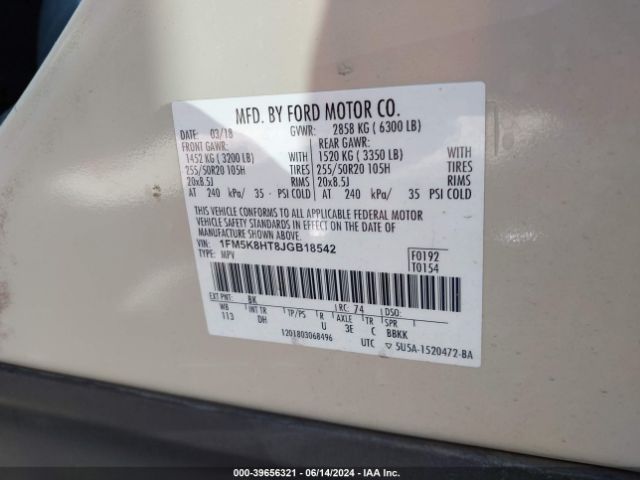 MFD. BY FORD MOTOR CO.
DATE: 03/18 GVWR: 2858 KG ( 6300 LB)
FRONT GAWR: REAR GAWR:
1452 KG ( 3200 LB) WITH 1520 KG ( 3350 LB) WITH
255/50R20 105H TIRES 255/50R20 105H TIRES
20x8.5J RIMS 20x8.5J RIMS
AT 240 kPa/ 35 PSI COLD AT 240 kPa/ 35 PSI COLD
THIS VEHICLE CONFORMS TO ALL APPLICABLE FEDERAL MOTOR
VEHICLE SAFETY STANDARDS IN EFFECT ON THE DATE OF
MANUFACTURE SHOWN ABOVE.
VIN: 1FM5K8HT8JGB18542
TYPE: MPV
F0192
T0154
EXT PNT: BK RC: 74 DSO:
WB INT TR TP/PS R AXLE TR SPR
113 DH U 3E C BBKK
1201803068496 UTC ▽ 5U5A-1520472-BA
000-39656321 | 06/14/2024 | IAA Inc.